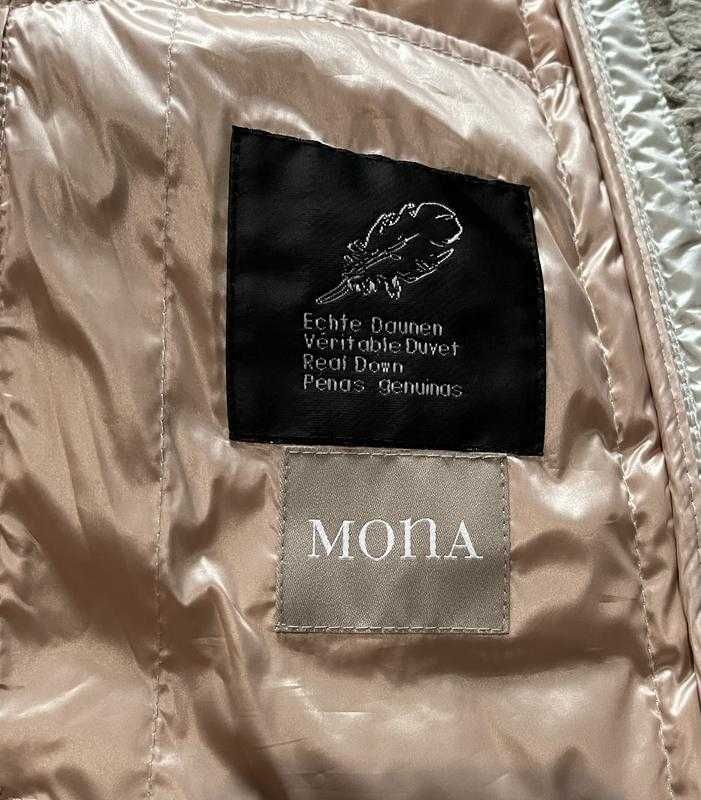 Echte Daunen
Véritable Duvet
Real Down
Penas genuinas
MONA